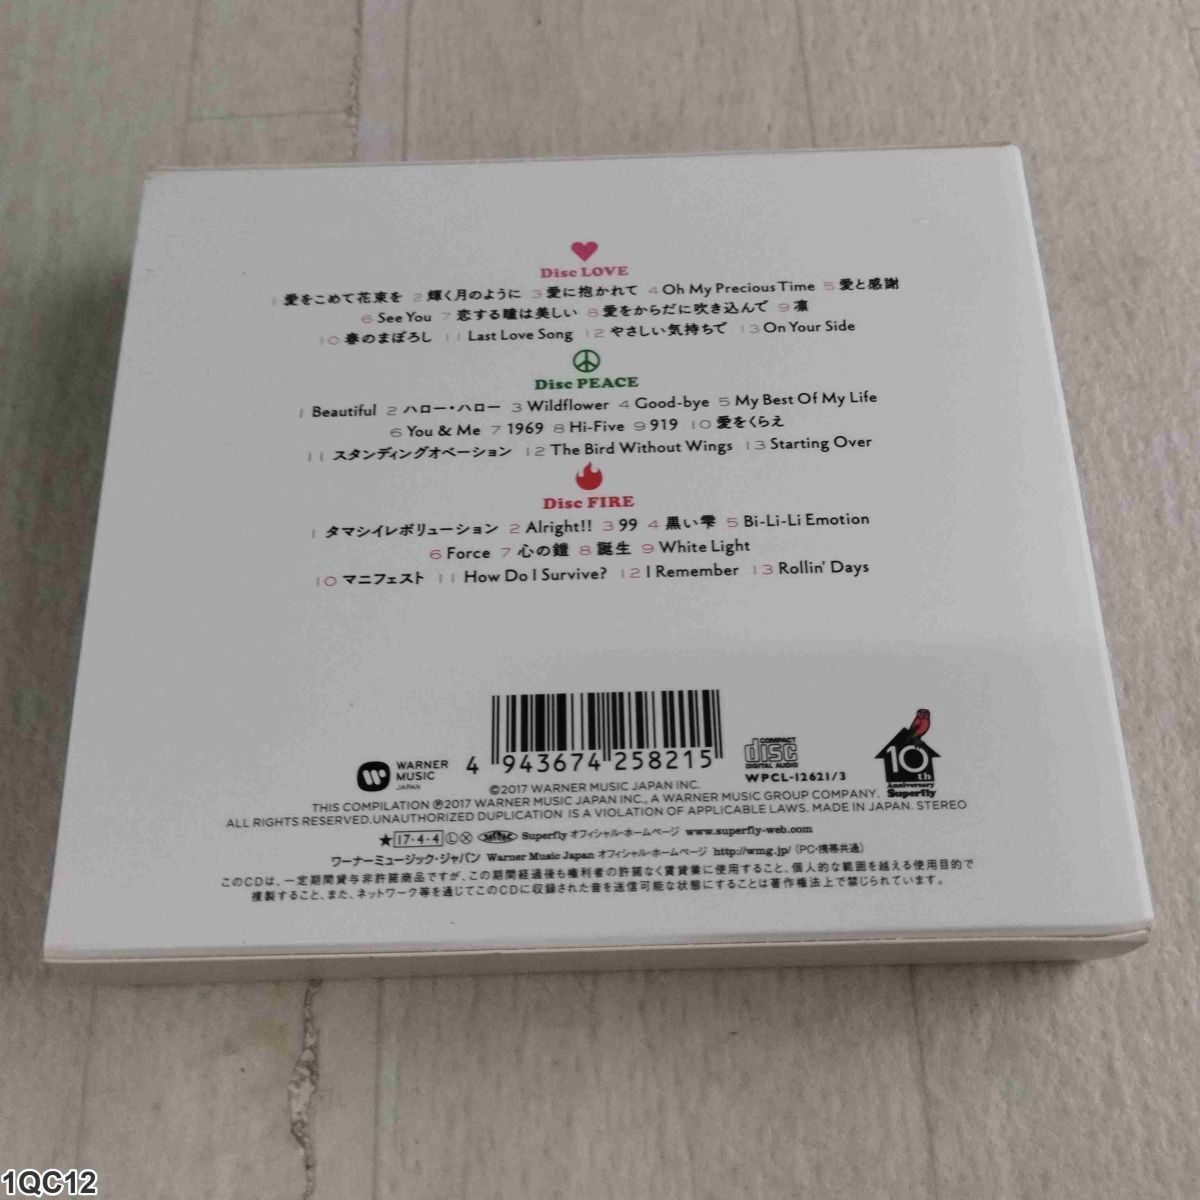 Disc LOVE
1 愛をこめて花束を 2 輝く月のように 3 愛に抱かれて 4 Oh My Precious Time 5 愛と感謝
6 See You 7 恋する瞳は美しい 8 愛をからだに吹き込んで 9 凛
10 春のまぼろし 11 Last Love Song 12 やさしい気持ちで 13 On Your Side
Disc PEACE
1 Beautiful 2 ハロー・ハロー 3 Wildflower 4 Good-bye 5 My Best Of My Life
6 You & Me 7 1969 8 Hi-Five 9 919 10 愛をくらえ
11 スタンディングオベーション 12 The Bird Without Wings 13 Starting Over
Disc FIRE
1 タマシイレボリューション 2 Alright!! 3 99 4 黒い雫 5 Bi-Li-Li Emotion
6 Force 7 心の鎧 8 誕生 9 White Light
10 マニフェスト 11 How Do I Survive? 12 I Remember 13 Rollin' Days
WARNER
MUSIC
JAPAN
4 943674 258215
COMPACT
disc
DIGITAL AUDIO
WPCL-12621/3
10th
Anniversary
Superfly
©2017 WARNER MUSIC JAPAN INC.
THIS COMPILATION ℗2017 WARNER MUSIC JAPAN INC., A WARNER MUSIC GROUP COMPANY.
ALL RIGHTS RESERVED.UNAUTHORIZED DUPLICATION IS A VIOLATION OF APPLICABLE LAWS. MADE IN JAPAN. STEREO
★17・4・4 Ⓛ Ⓧ Superfly オフィシャル・ホームページ www.superfly-web.com
ワーナーミュージック・ジャパン Warner Music Japan オフィシャル・ホームページ http://wmg.jp/ (PC・携帯共通)
このCDは、一定期間貸与非許諾商品ですが、この期間経過後も権利者の許諾なく賃貸業に使用すること、個人的な範囲を越える使用目的で
複製すること、また、ネットワーク等を通じてこのCDに収録された音を送信可能な状態にすることは著作権法上で禁じられています。
1QC12